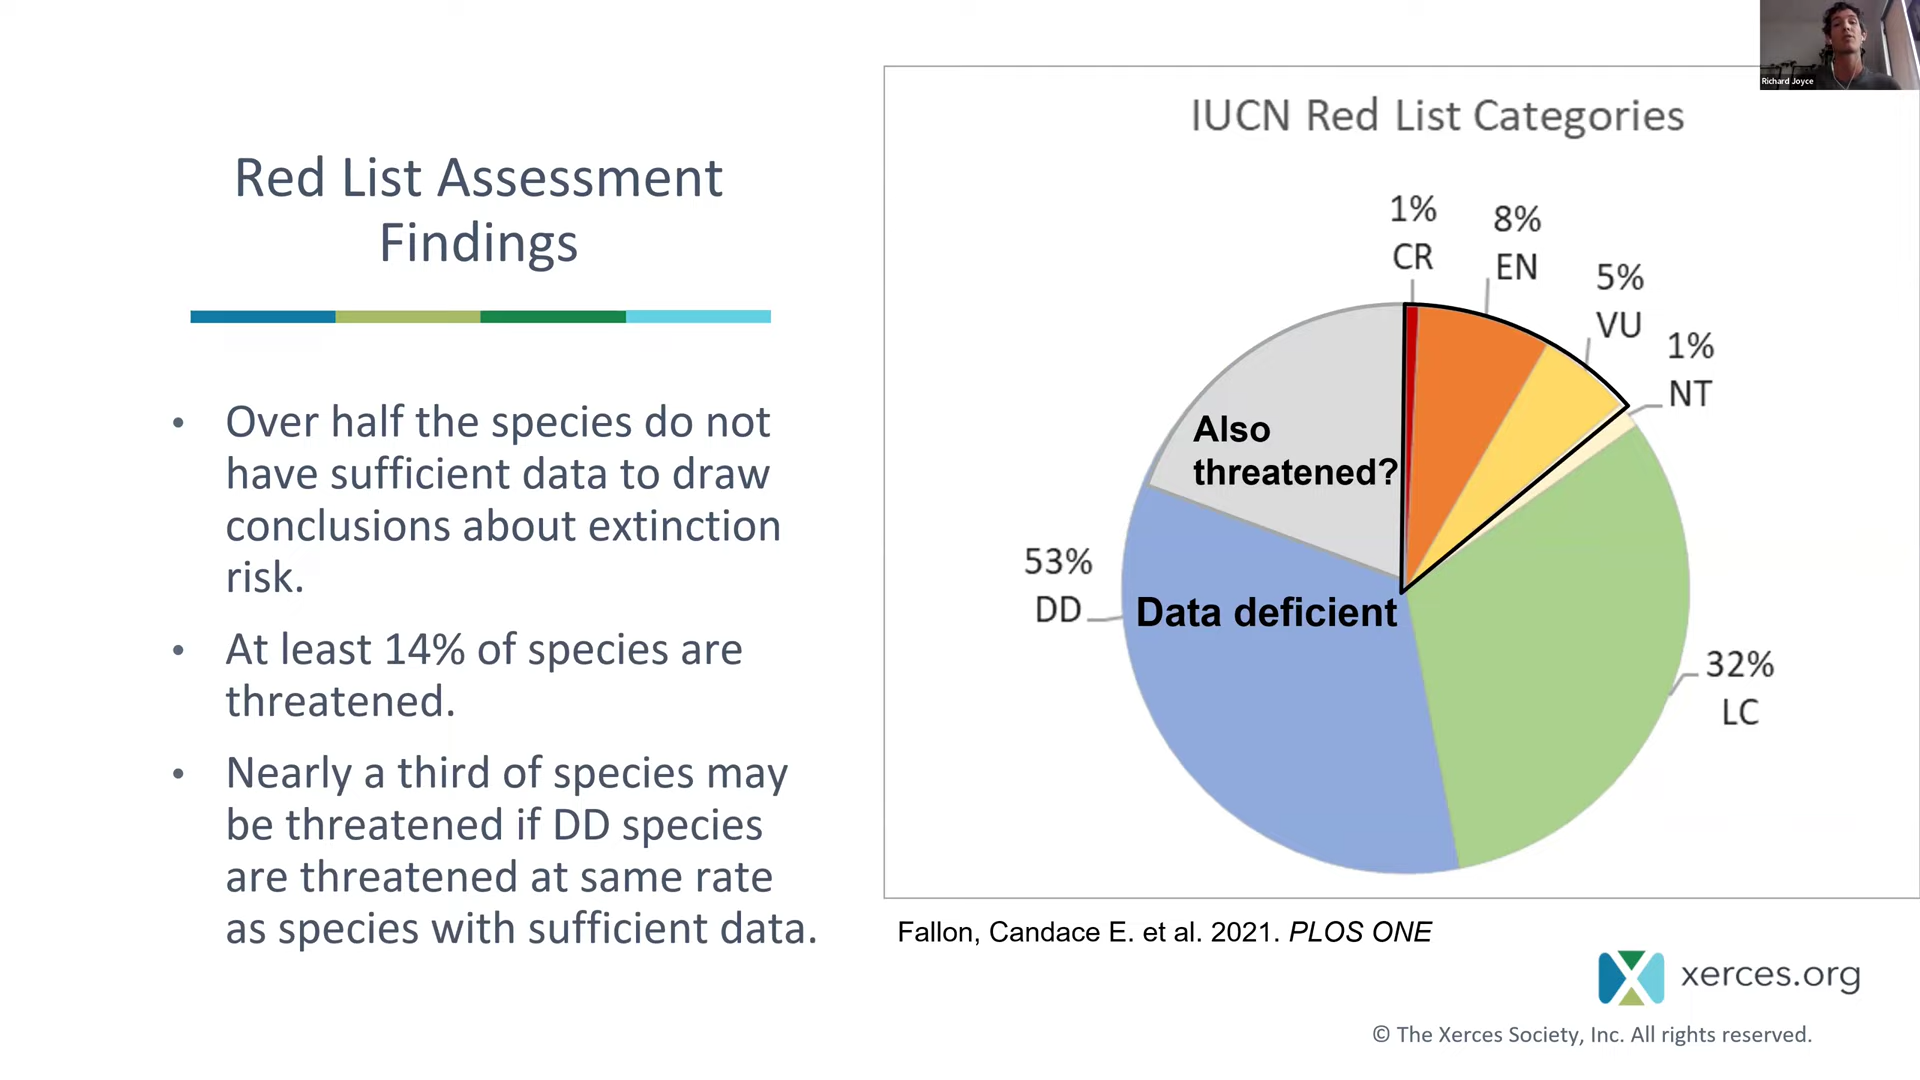 Richard Joyce
Red List Assessment
Findings
• Over half the species do not
have sufficient data to draw
conclusions about extinction
risk.
• At least 14% of species are
threatened.
• Nearly a third of species may
be threatened if DD species
are threatened at same rate
as species with sufficient data.
IUCN Red List Categories
1%
CR
8%
EN
5%
VU
1%
NT
Also
threatened?
53%
DD
Data deficient
32%
LC
Fallon, Candace E. et al. 2021. PLOS ONE
xerces.org
© The Xerces Society, Inc. All rights reserved.